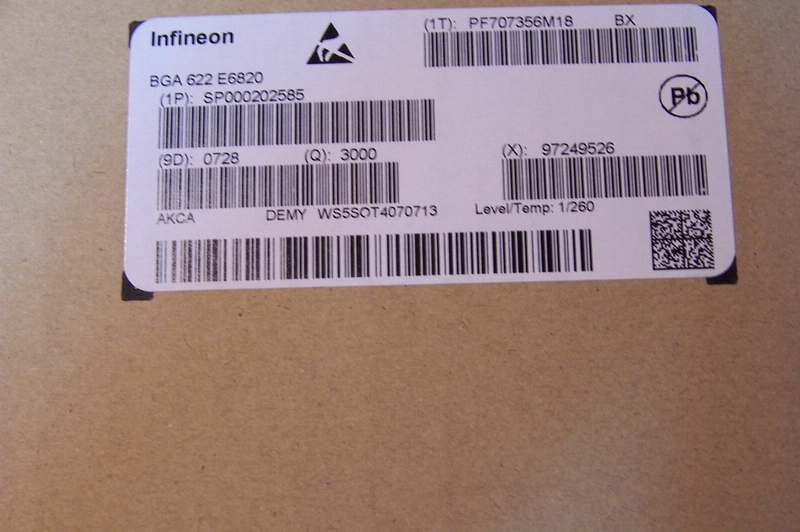 Infineon
(1T): PF707356M18 BX
BGA 622 E6820
(1P): SP000202585
Pb
(9D): 0728 (Q): 3000 (X): 97249526
AKCA DEMY WS5SOT4070713 Level/Temp: 1/260